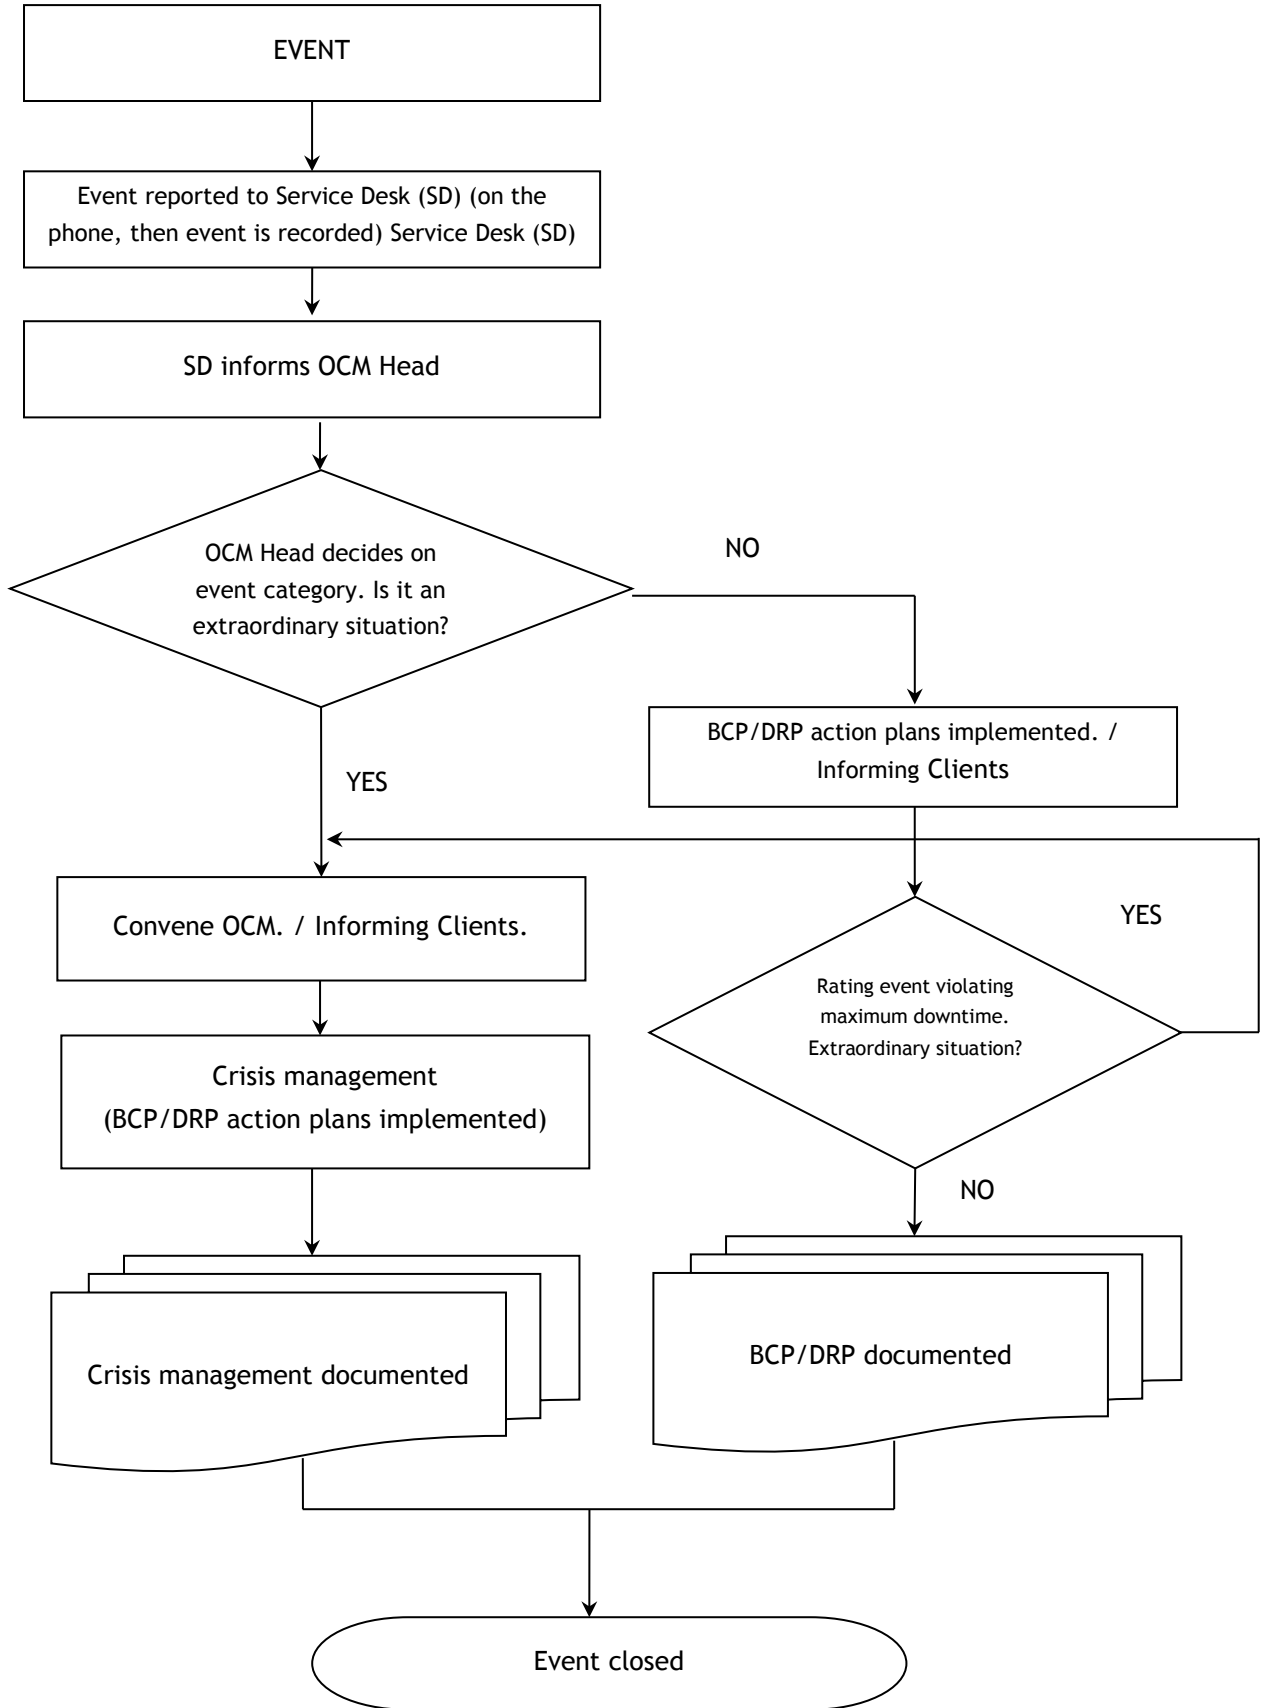 EVENT
Event reported to Service Desk (SD) (on the
phone, then event is recorded) Service Desk (SD)
SD informs OCM Head
OCM Head decides on
event category. Is it an
extraordinary situation?
NO
BCP/DRP action plans implemented. /
Informing Clients
YES
Convene OCM. / Informing Clients.
YES
Rating event violating
maximum downtime.
Extraordinary situation?
Crisis management
(BCP/DRP action plans implemented)
NO
Crisis management documented
BCP/DRP documented
Event closed